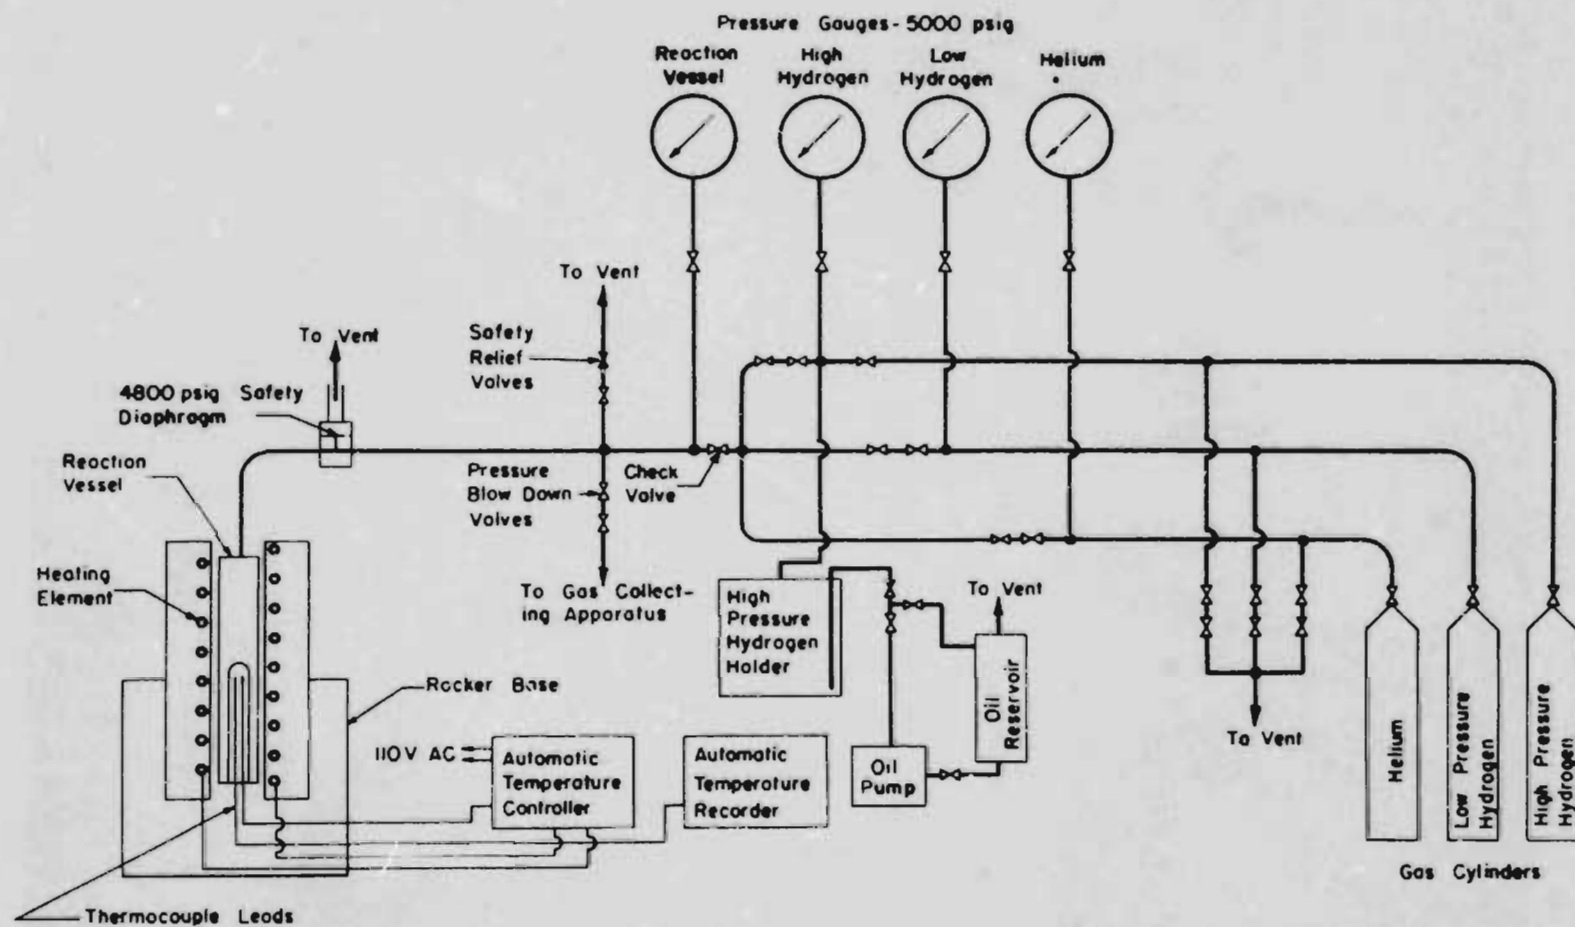 Pressure Gauges - 5000 psig
Reaction
Vessel
High
Hydrogen
Low
Hydrogen
Helium
To Vent
Safety
Relief
Valves
To Vent
4800 psig Safety
Diaphragm
Reaction
Vessel
Pressure
Blow Down
Valves
Check
Valve
Heating
Element
To Gas Collect-
ing Apparatus
High
Pressure
Hydrogen
Holder
To Vent
Oil
Reservoir
Rocker Base
To Vent
110V AC
Automatic
Temperature
Controller
Automatic
Temperature
Recorder
Oil
Pump
Helium
Low Pressure
Hydrogen
High Pressure
Hydrogen
Gas Cylinders
Thermocouple Leads